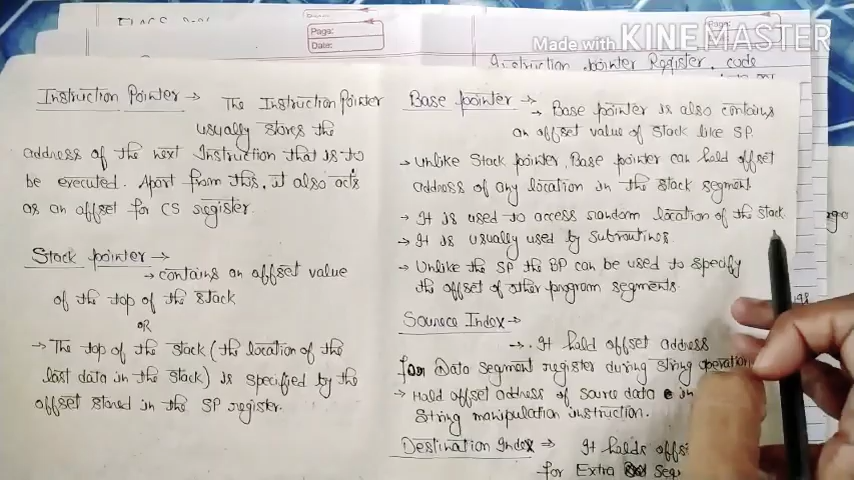 Page:
Date:
Page:
Made with KINEMASTER
Instruction pointer Register, code
Instruction Pointer → The Instruction Pointer
usually stores the
address of the next Instruction that is to
be executed. Apart from this, it also acts
as an offset for CS register.
Stack pointer →
→ contains an offset value
of the top of the stack
OR
→ The top of the stack (the location of the
last data in the stack) is specified by the
offset stored in the SP register.
Base pointer →
→ Base pointer is also contains
an offset value of stack like SP.
→ Unlike Stack pointer, Base pointer can hold offset
address of any location in the stack segment
→ It is used to access random location of the stack.
→ It is usually used by subroutines.
→ Unlike the SP the BP can be used to specify
the offset of other program segments.
Source Index →
→ It hold offset address
for Data segment register during string operation
→ Hold offset address of source data in
String manipulation instruction.
Destination Index → It holds offs
for Extra Seg